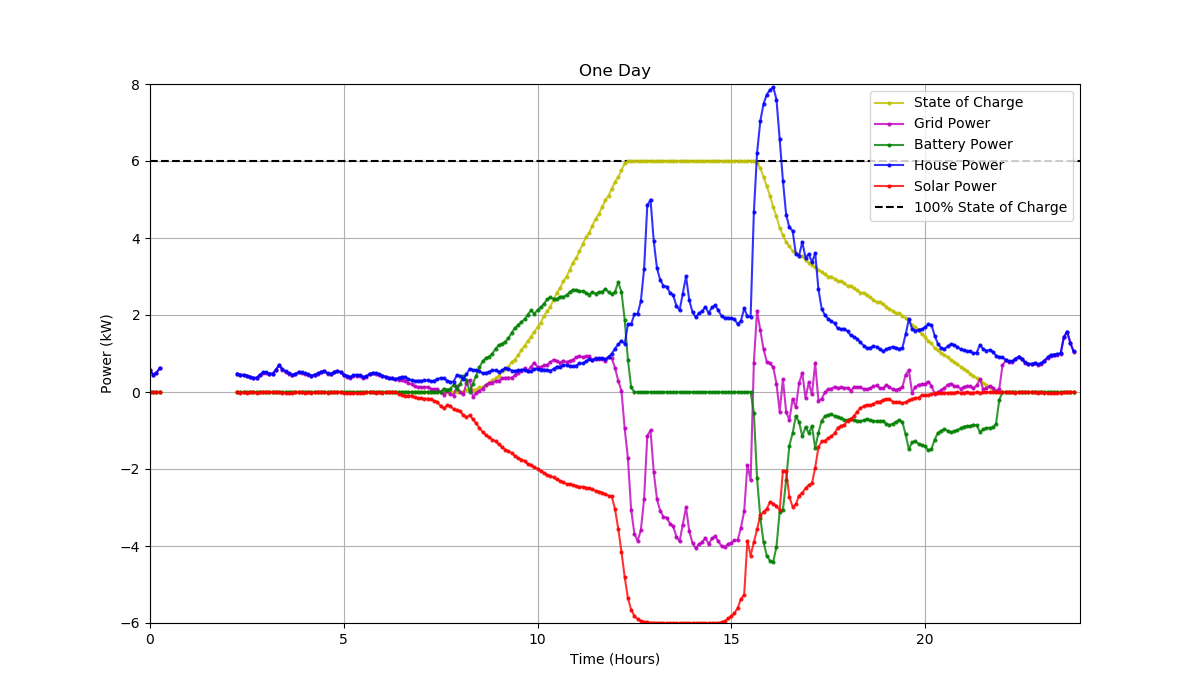 One Day
Power (kW)
8
6
4
2
0
−2
−4
−6
0
5
10
15
20
Time (Hours)
State of Charge
Grid Power
Battery Power
House Power
Solar Power
100% State of Charge